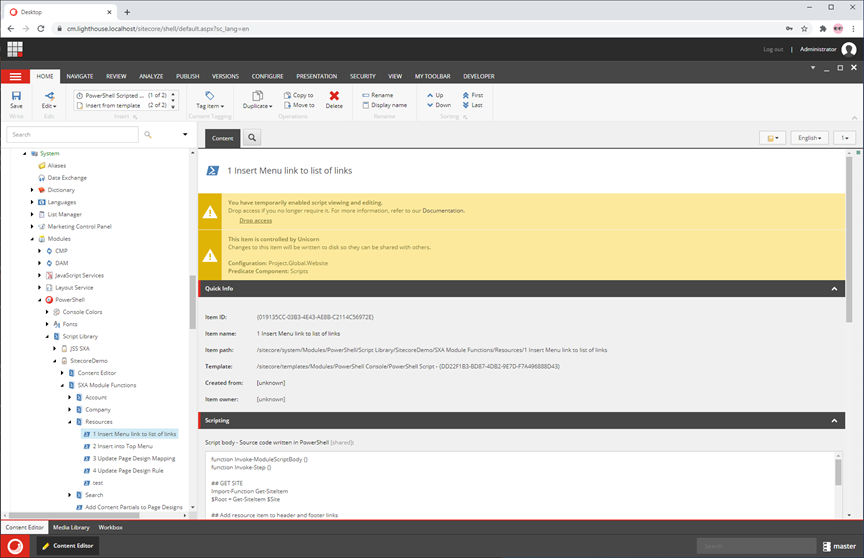 Desktop
cm.lighthouse.localhost/sitecore/shell/default.aspx?sc_lang=en
Log out | Administrator
HOME NAVIGATE REVIEW ANALYZE PUBLISH VERSIONS CONFIGURE PRESENTATION SECURITY VIEW MY TOOLBAR DEVELOPER
Save
Edit
PowerShell Scripted ... (1 of 2)
Insert from template (2 of 2)
Tag item
Duplicate
Copy to
Move to
Delete
Rename
Display name
Up
Down
First
Last
Write Edit Insert Content Tagging Operations Rename Sorting
Search
Content
English
1
System
Aliases
Data Exchange
Dictionary
Languages
List Manager
Marketing Control Panel
Modules
CMP
DAM
JavaScript Services
Layout Service
PowerShell
Console Colors
Fonts
Script Library
JSS SXA
SitecoreDemo
Content Editor
SXA Module Functions
Account
Company
Resources
1 Insert Menu link to list of links
2 Insert into Top Menu
3 Update Page Design Mapping
4 Update Page Design Rule
test
Search
Add Content Partials to Page Designs
1 Insert Menu link to list of links
You have temporarily enabled script viewing and editing.
Drop access if you no longer require it. For more information, refer to our Documentation.
Drop access
This item is controlled by Unicorn
Changes to this item will be written to disk so they can be shared with others.
Configuration: Project.Global.Website
Predicate Component: Scripts
Quick Info
Item ID: {019135CC-03B3-4E43-AE8B-C2114C56972E}
Item name: 1 Insert Menu link to list of links
Item path: /sitecore/system/Modules/PowerShell/Script Library/SitecoreDemo/SXA Module Functions/Resources/1 Insert Menu link to list of links
Template: /sitecore/templates/Modules/PowerShell Console/PowerShell Script - {DD22F1B3-BD87-4DB2-9E7D-F7A496888D43}
Created from: [unknown]
Item owner: [unknown]
Scripting
Script body - Source code written in PowerShell [shared]:
function Invoke-ModuleScriptBody {}
function Invoke-Step {}
## GET SITE
Import-Function Get-SiteItem
$Root = Get-SiteItem $Site
## Add resource item to header and footer links
Content Editor Media Library Workbox
Content Editor
Search
master